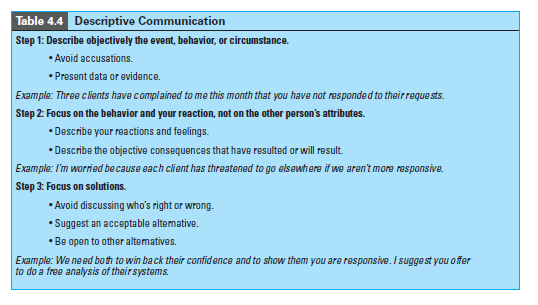 Table 4.4 Descriptive Communication
Step 1: Describe objectively the event, behavior, or circumstance.
• Avoid accusations.
• Present data or evidence.
Example: Three clients have complained to me this month that you have not responded to their requests.
Step 2: Focus on the behavior and your reaction, not on the other person's attributes.
• Describe your reactions and feelings.
• Describe the objective consequences that have resulted or will result.
Example: I'm worried because each client has threatened to go elsewhere if we aren't more responsive.
Step 3: Focus on solutions.
• Avoid discussing who's right or wrong.
• Suggest an acceptable alternative.
• Be open to other alternatives.
Example: We need both to win back their confidence and to show them you are responsive. I suggest you offer
to do a free analysis of their systems.